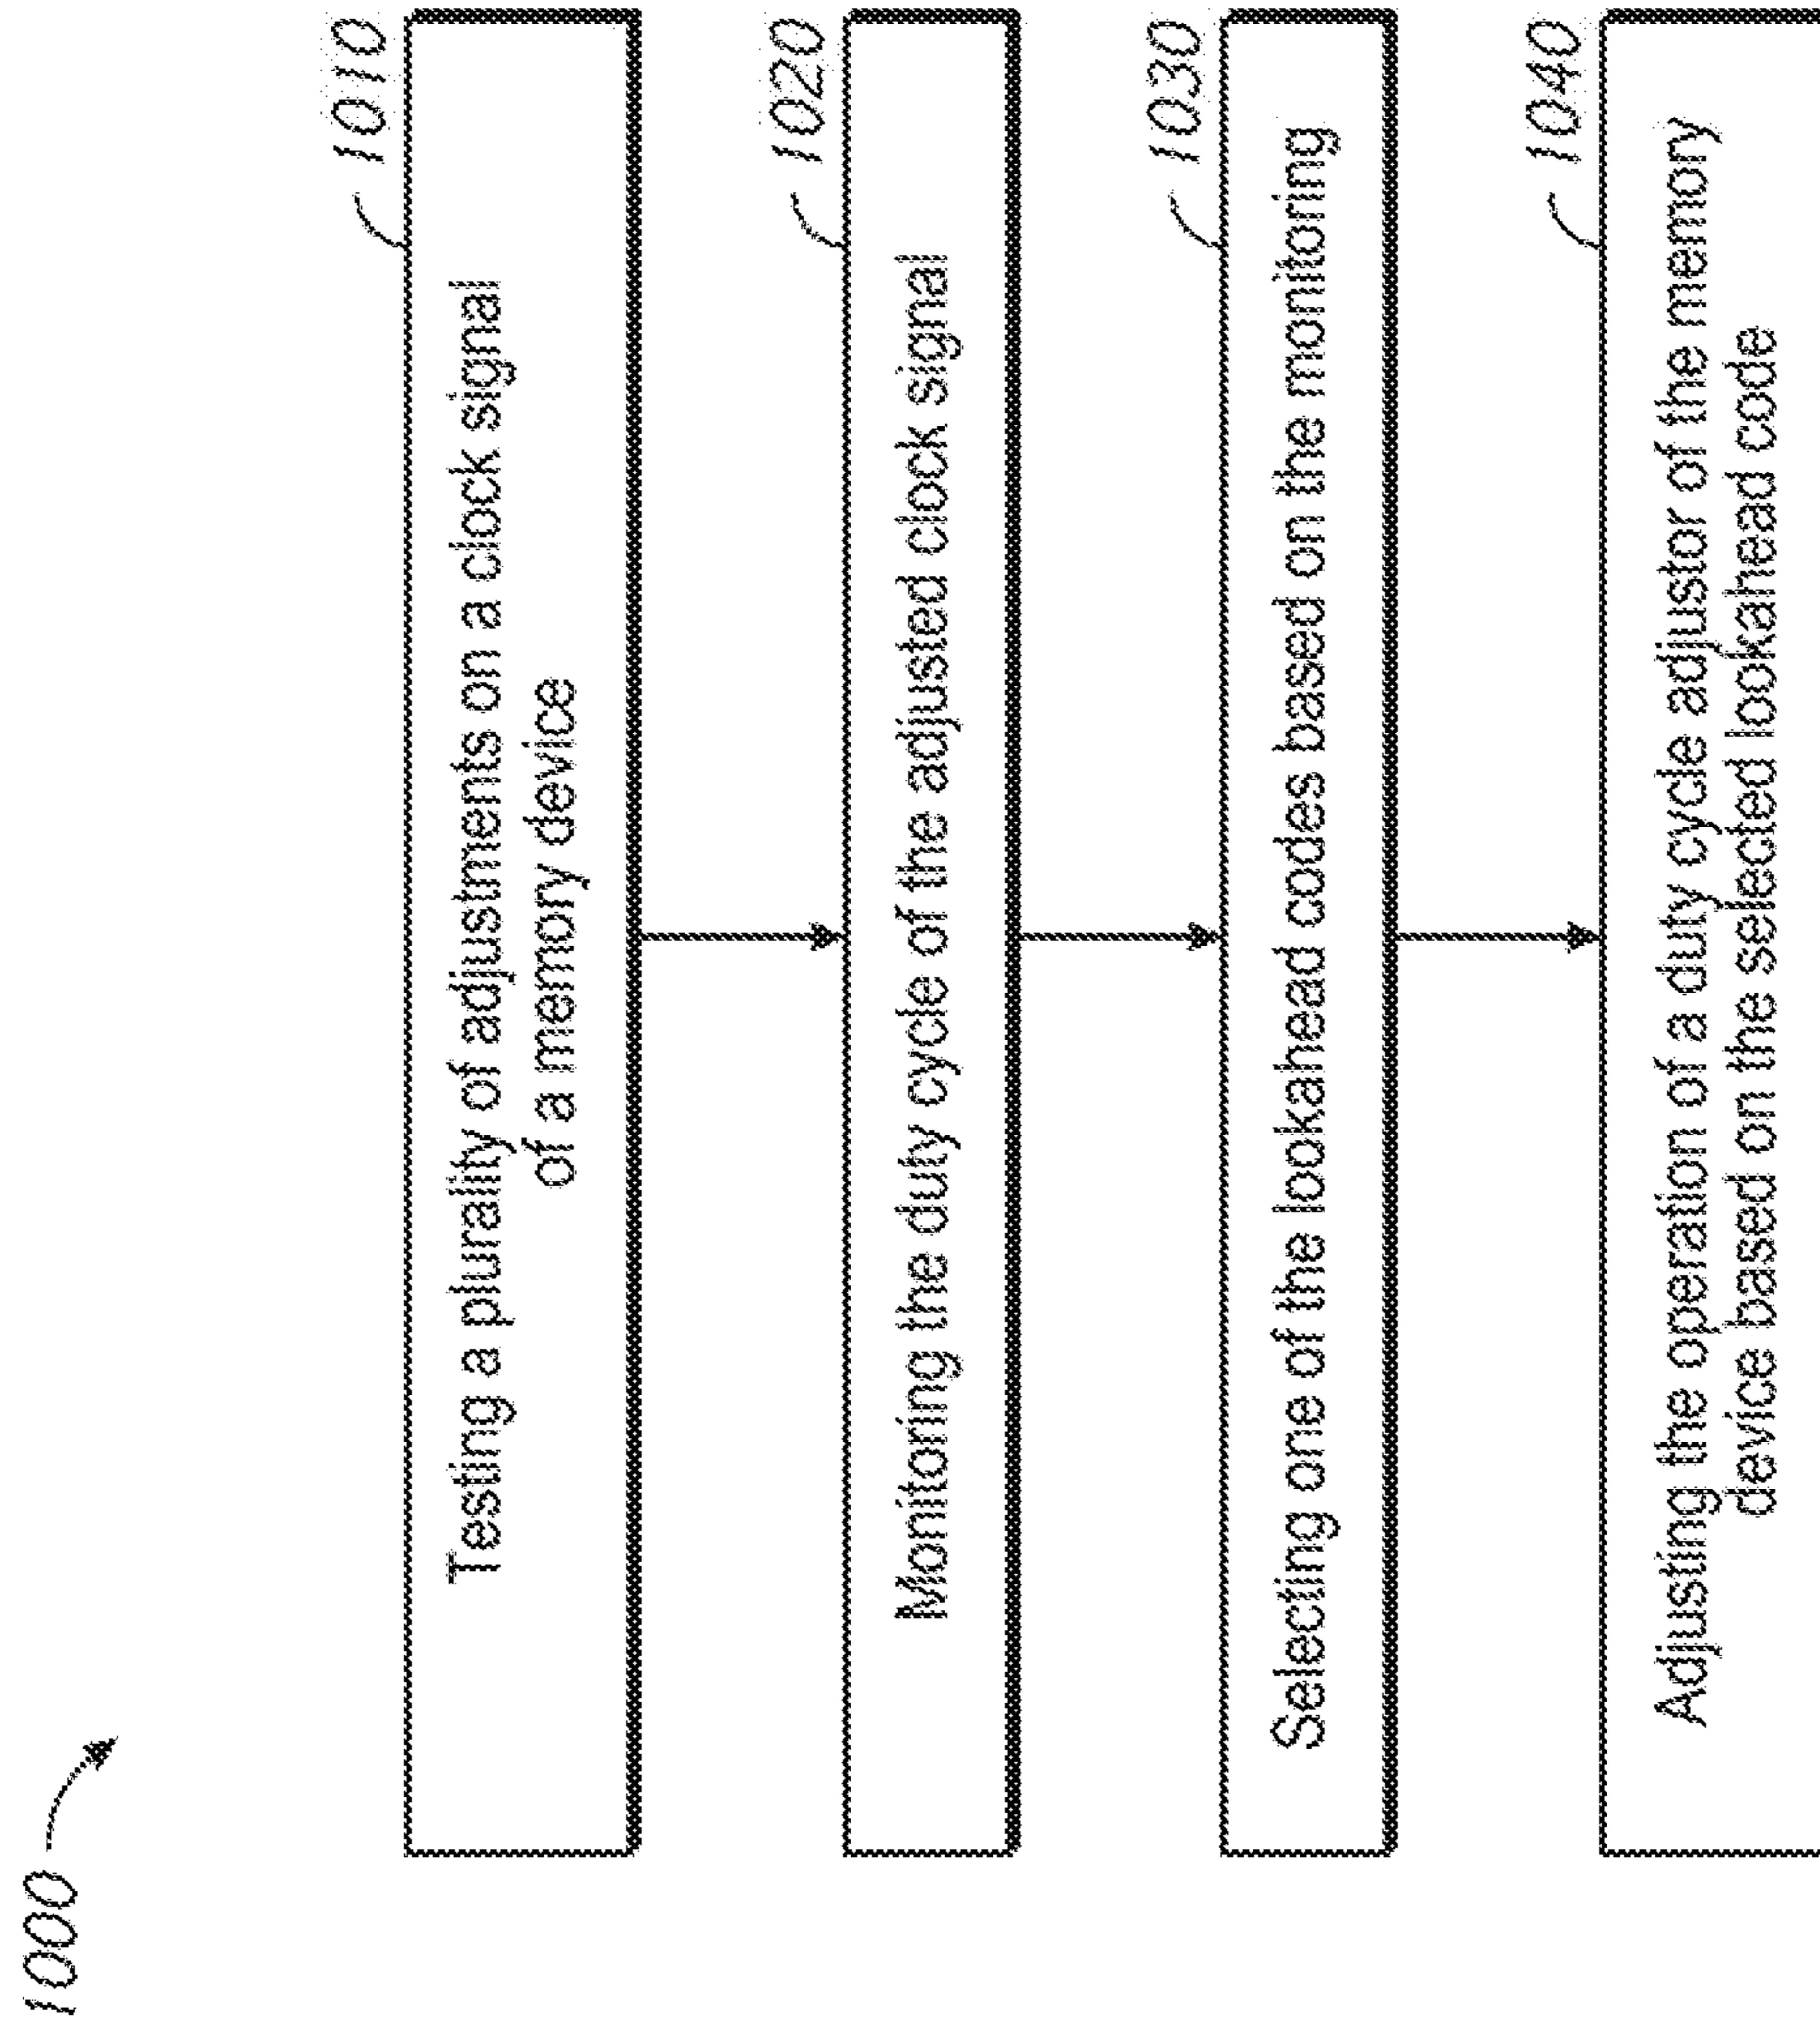 1000
1010
Testing a plurality of adjustments on a clock signal
of a memory device
1020
Monitoring the duty cycle of the adjusted clock signal
1030
Selecting one of the lookahead codes based on the monitoring
1040
Adjusting the operation of a duty cycle adjustor of the memory
device based on the selected lookahead code